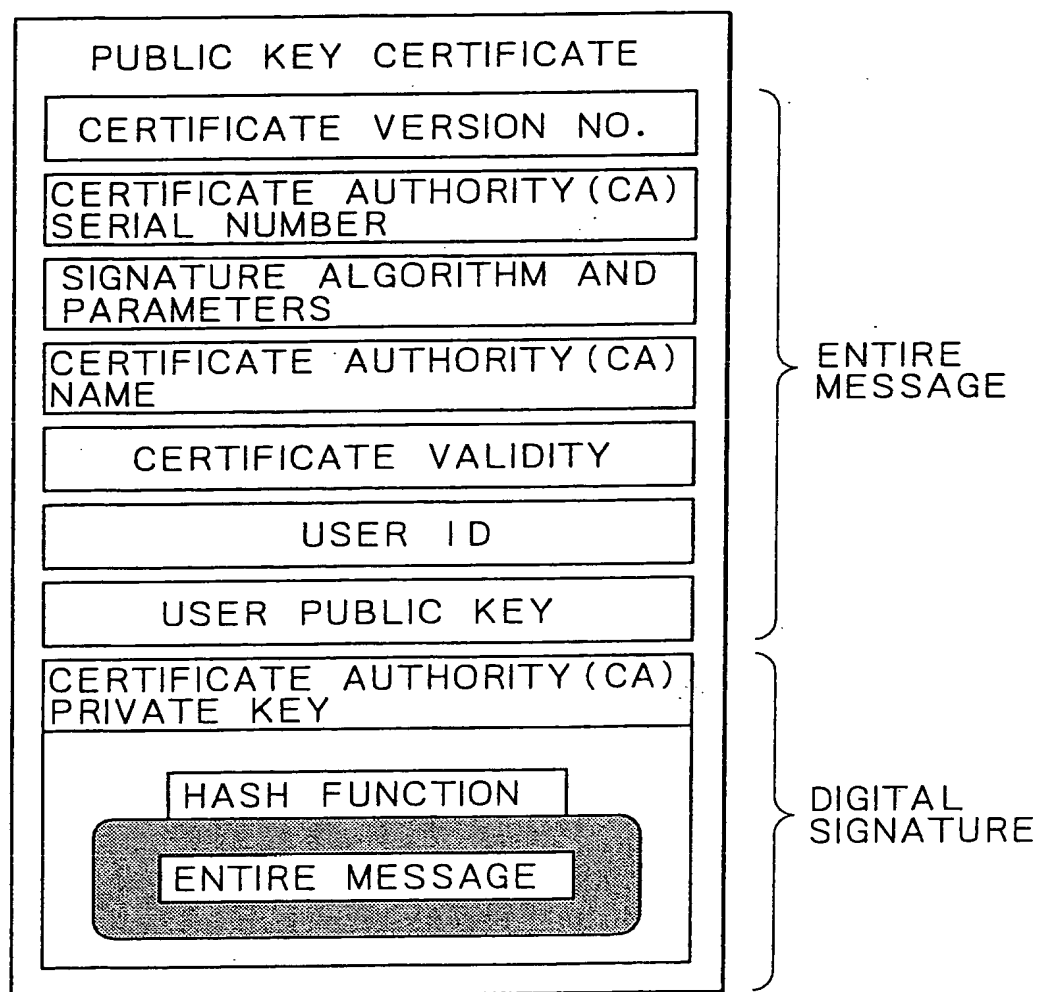 PUBLIC KEY CERTIFICATE
CERTIFICATE VERSION NO.
CERTIFICATE AUTHORITY(CA)
SERIAL NUMBER
SIGNATURE ALGORITHM AND
PARAMETERS
CERTIFICATE AUTHORITY(CA)
NAME
CERTIFICATE VALIDITY
USER ID
USER PUBLIC KEY
ENTIRE
MESSAGE
CERTIFICATE AUTHORITY(CA)
PRIVATE KEY
HASH FUNCTION
ENTIRE MESSAGE
DIGITAL
SIGNATURE